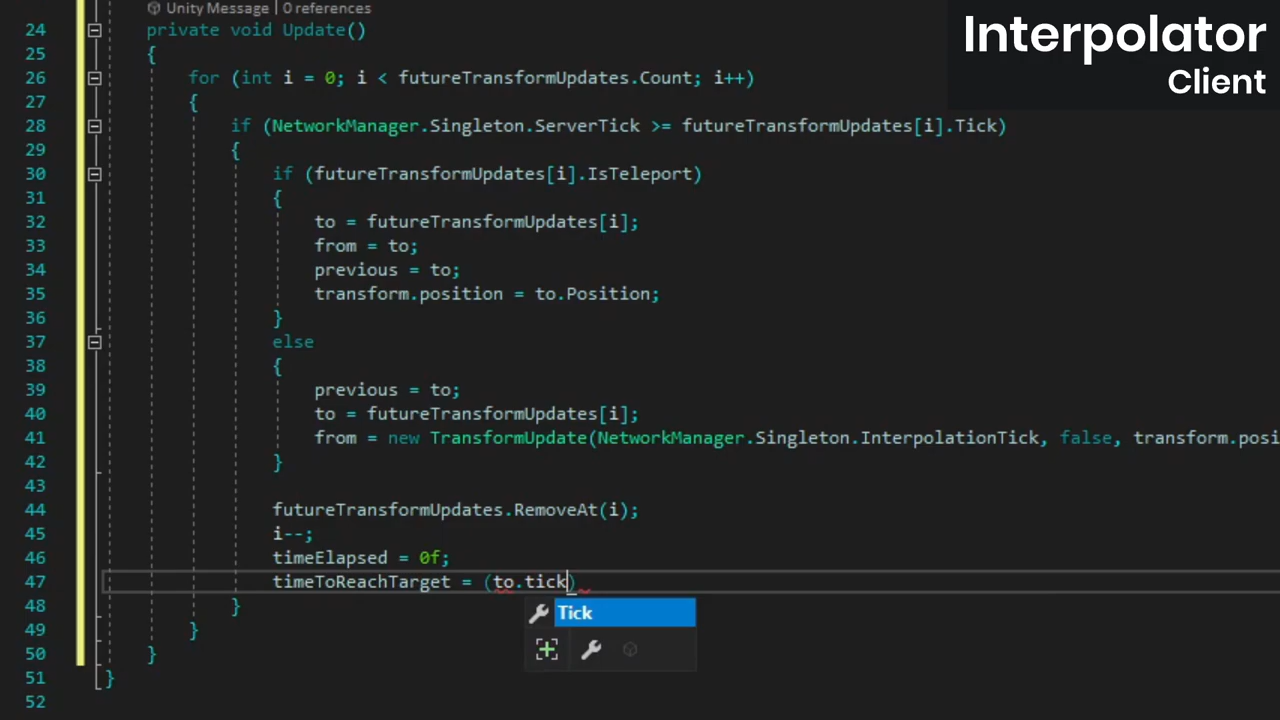 Interpolator
Client
Unity Message | 0 references
24 private void Update()
25 {
26 for (int i = 0; i < futureTransformUpdates.Count; i++)
27 {
28 if (NetworkManager.Singleton.ServerTick >= futureTransformUpdates[i].Tick)
29 {
30 if (futureTransformUpdates[i].IsTeleport)
31 {
32 to = futureTransformUpdates[i];
33 from = to;
34 previous = to;
35 transform.position = to.Position;
36 }
37 else
38 {
39 previous = to;
40 to = futureTransformUpdates[i];
41 from = new TransformUpdate(NetworkManager.Singleton.InterpolationTick, false, transform.posi
42 }
43
44 futureTransformUpdates.RemoveAt(i);
45 i--;
46 timeElapsed = 0f;
47 timeToReachTarget = (to.tick)
Tick
48 }
49 }
50 }
51 }
52